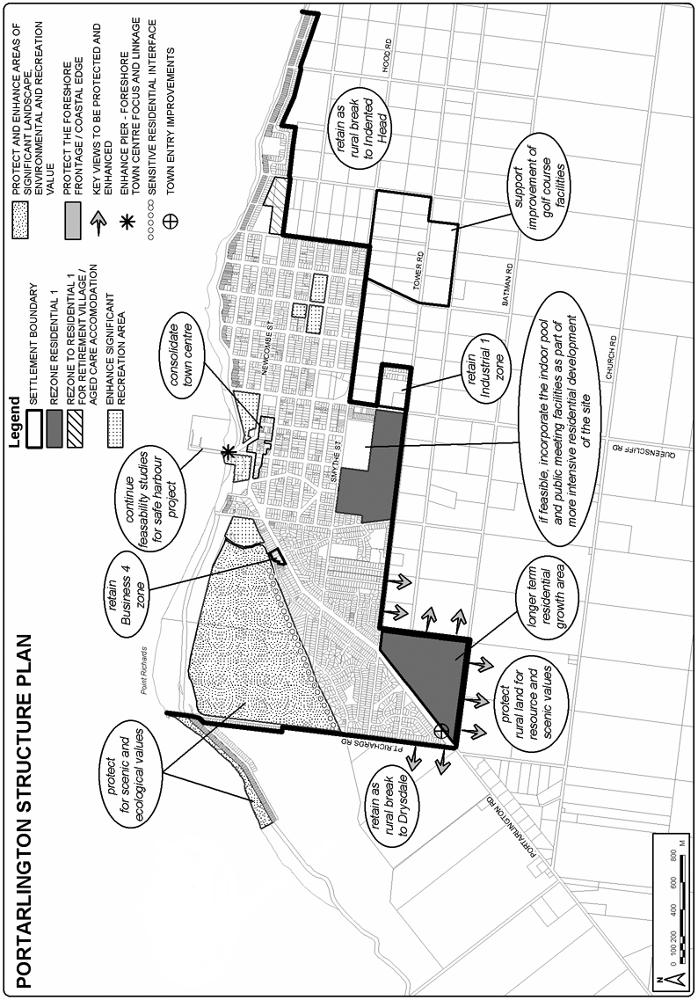 PORTARLINGTON STRUCTURE PLAN
Legend
SETTLEMENT BOUNDARY
REZONE RESIDENTIAL 1
REZONE TO RESIDENTIAL 1
FOR RETIREMENT VILLAGE /
AGED CARE ACCOMODATION
ENHANCE SIGNIFICANT
RECREATION AREA
PROTECT AND ENHANCE AREAS OF
SIGNIFICANT LANDSCAPE,
ENVIRONMENTAL AND RECREATION
VALUE
PROTECT THE FORESHORE
FRONTAGE / COASTAL EDGE
KEY VIEWS TO BE PROTECTED AND
ENHANCED
ENHANCE PIER - FORESHORE
TOWN CENTRE FOCUS AND LINKAGE
SENSITIVE RESIDENTIAL INTERFACE
TOWN ENTRY IMPROVEMENTS
protect
for scenic and
ecological values
Point Richards
retain
Business 4
zone
continue
feasability studies
for safe harbour
project
consolidate
town centre
NEWCOMBE ST
SMYTHE ST
HOOD RD
retain as
rural break
to Indented
Head
TOWER RD
support
improvement of
golf course
facilities
BATMAN RD
retain
Industrial 1
zone
CHURCH RD
QUEENSCLIFF RD
if feasible, incorporate the indoor pool
and public meeting facilities as part of
more intensive residential development
of the site
longer term
residential
growth area
protect
rural land for
resource and
scenic values
PT.RICHARDS RD
retain as
rural break
to Drysdale
PORTARLINGTON RD
N
0 100 200 400 600 800 M